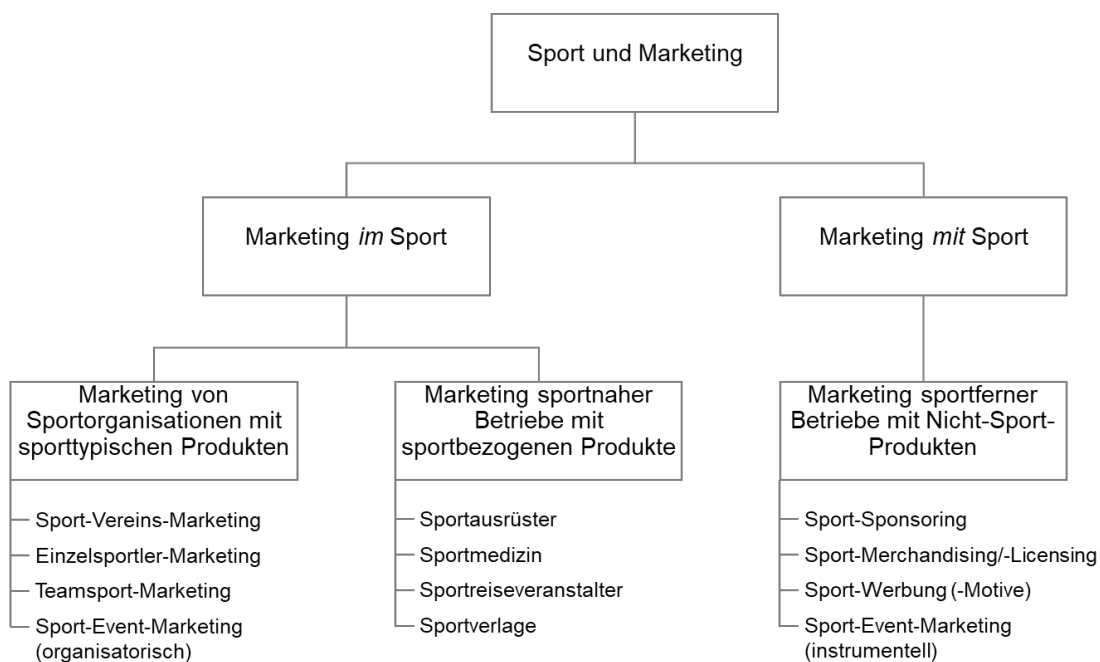 Sport und Marketing
Marketing im Sport
Marketing mit Sport
Marketing von
Sportorganisationen mit
sporttypischen Produkten
Sport-Vereins-Marketing
Einzelsportler-Marketing
Teamsport-Marketing
Sport-Event-Marketing
(organisatorisch)
Marketing sportnaher
Betriebe mit
sportbezogenen Produkte
Sportausrüster
Sportmedizin
Sportreiseveranstalter
Sportverlage
Marketing sportferner
Betriebe mit Nicht-Sport-
Produkten
Sport-Sponsoring
Sport-Merchandising/-Licensing
Sport-Werbung (-Motive)
Sport-Event-Marketing
(instrumentell)